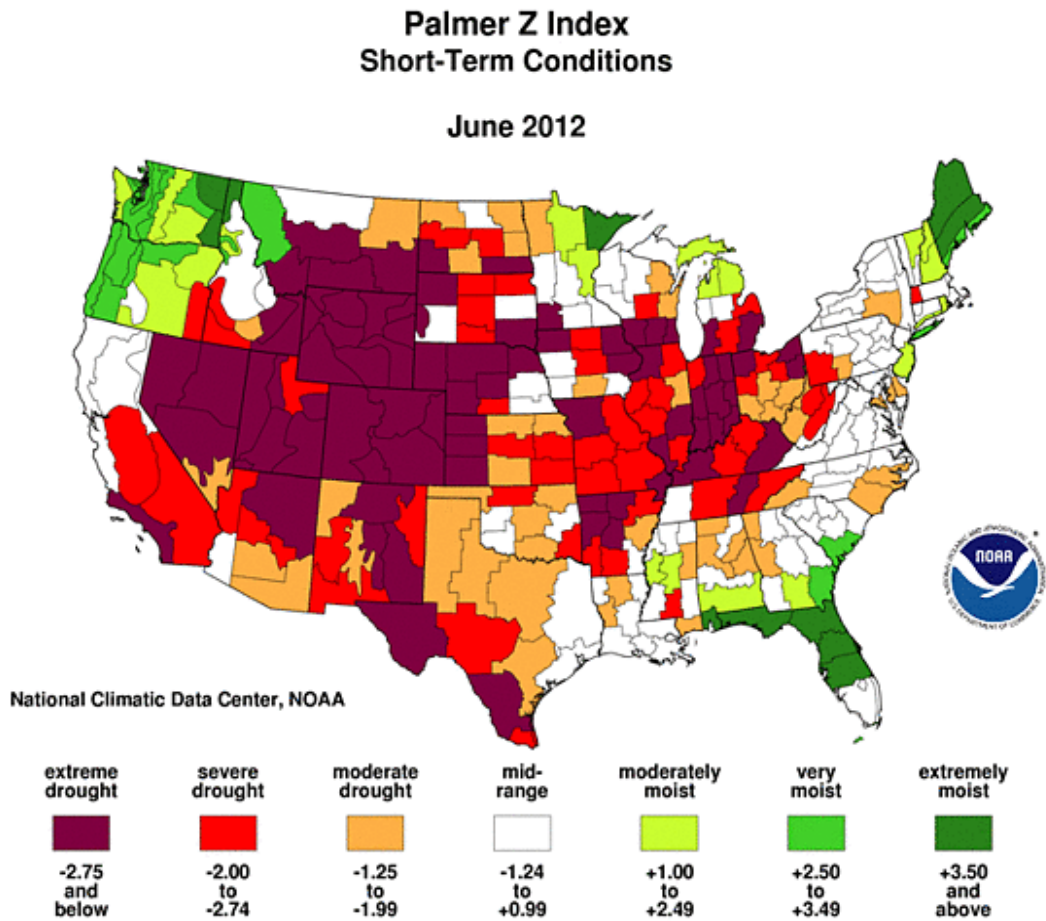 Palmer Z Index
Short-Term Conditions
June 2012
NOAA
National Climatic Data Center, NOAA
extreme
drought
severe
drought
moderate
drought
mid-
range
moderately
moist
very
moist
extremely
moist
-2.75
and
below
-2.00
to
-2.74
-1.25
to
-1.99
-1.24
to
+0.99
+1.00
to
+2.49
+2.50
to
+3.49
+3.50
and
above